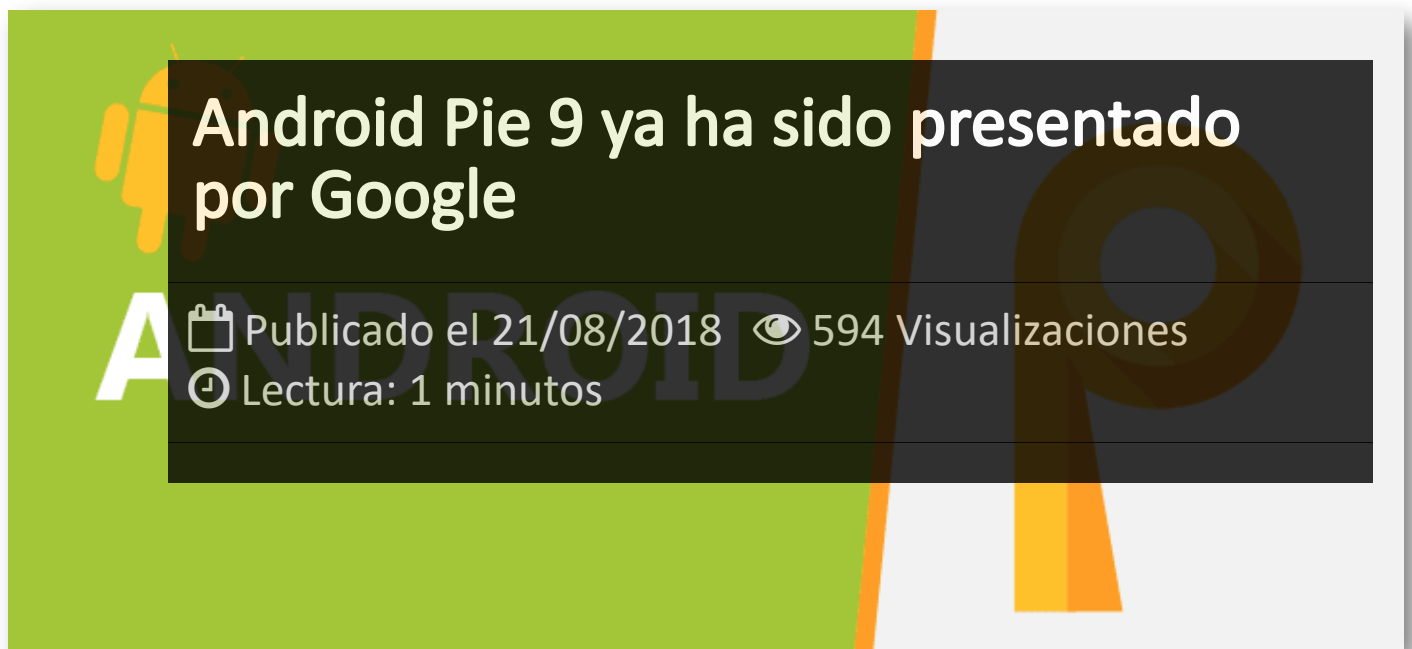 Android Pie 9 ya ha sido presentado
por Google
ANDROID
Publicado el 21/08/2018 594 Visualizaciones
Lectura: 1 minutos